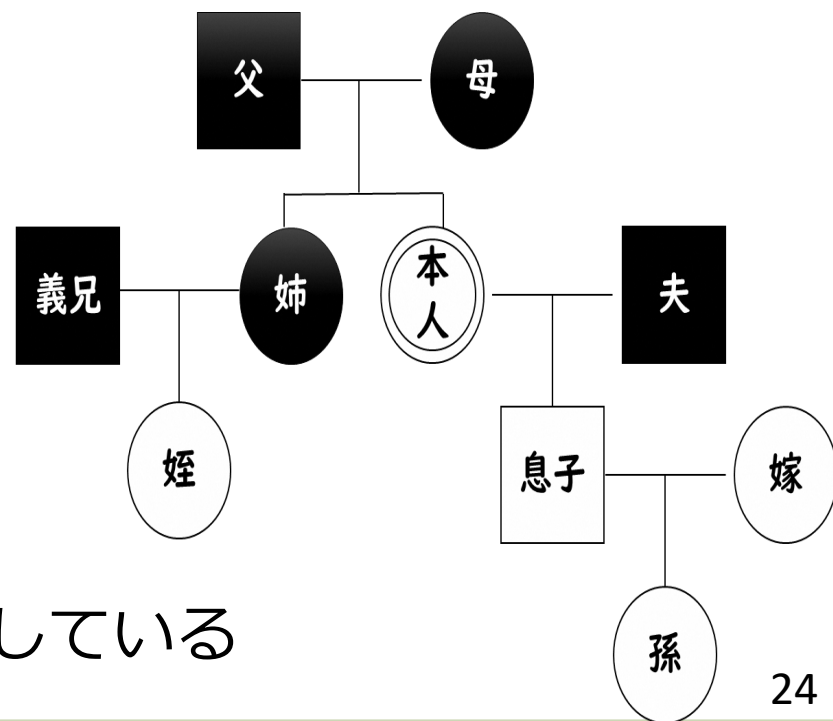 父
母
義兄
姉
本
人
夫
姪
息子
嫁
している
孫
24